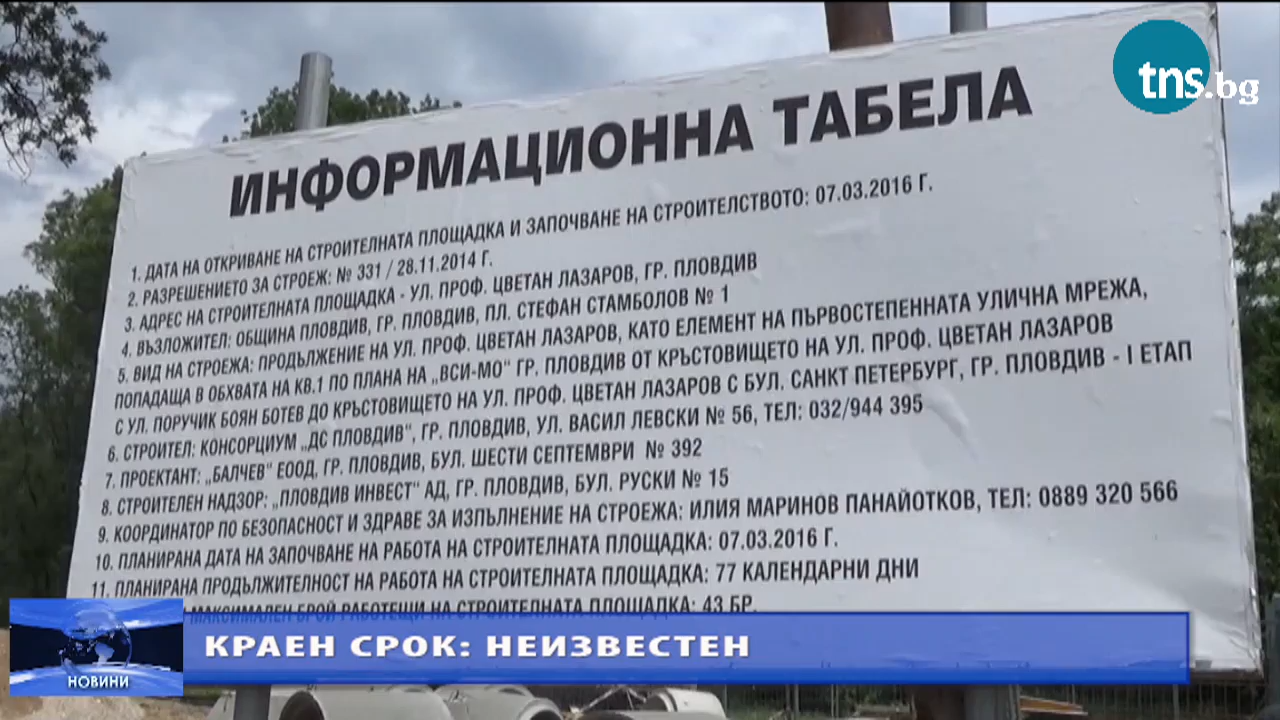 tns.bg
ИНФОРМАЦИОННА ТАБЕЛА
1. ДАТА НА ОТКРИВАНЕ НА СТРОИТЕЛНАТА ПЛОЩАДКА И ЗАПОЧВАНЕ НА СТРОИТЕЛСТВОТО: 07.03.2016 Г.
2. РАЗРЕШЕНИЕТО ЗА СТРОЕЖ: № 331 / 28.11.2014 Г.
3. АДРЕС НА СТРОИТЕЛНАТА ПЛОЩАДКА - УЛ. ПРОФ. ЦВЕТАН ЛАЗАРОВ, ГР. ПЛОВДИВ
4. ВЪЗЛОЖИТЕЛ: ОБЩИНА ПЛОВДИВ, ГР. ПЛОВДИВ, ПЛ. СТЕФАН СТАМБОЛОВ № 1
5. ВИД НА СТРОЕЖА: ПРОДЪЛЖЕНИЕ НА УЛ. ПРОФ. ЦВЕТАН ЛАЗАРОВ, КАТО ЕЛЕМЕНТ НА ПЪРВОСТЕПЕННАТА УЛИЧНА МРЕЖА,
ПОПАДАЩА В ОБХВАТА НА КВ.1 ПО ПЛАНА НА „ВСИ-МО“ ГР. ПЛОВДИВ ОТ КРЪСТОВИЩЕТО НА УЛ. ПРОФ. ЦВЕТАН ЛАЗАРОВ
С УЛ. ПОРУЧИК БОЯН БОТЕВ ДО КРЪСТОВИЩЕТО НА УЛ. ПРОФ. ЦВЕТАН ЛАЗАРОВ С БУЛ. САНКТ ПЕТЕРБУРГ, ГР. ПЛОВДИВ - I ЕТАП
6. СТРОИТЕЛ: КОНСОРЦИУМ „ДС ПЛОВДИВ“, ГР. ПЛОВДИВ, УЛ. ВАСИЛ ЛЕВСКИ № 56, ТЕЛ: 032/944 395
7. ПРОЕКТАНТ: „БАЛЧЕВ“ ЕООД, ГР. ПЛОВДИВ, БУЛ. ШЕСТИ СЕПТЕМВРИ № 392
8. СТРОИТЕЛЕН НАДЗОР: „ПЛОВДИВ ИНВЕСТ“ АД, ГР. ПЛОВДИВ, БУЛ. РУСКИ № 15
9. КООРДИНАТОР ПО БЕЗОПАСНОСТ И ЗДРАВЕ ЗА ИЗПЪЛНЕНИЕ НА СТРОЕЖА: ИЛИЯ МАРИНОВ ПАНАЙОТКОВ, ТЕЛ: 0889 320 566
10. ПЛАНИРАНА ДАТА НА ЗАПОЧВАНЕ НА РАБОТА НА СТРОИТЕЛНАТА ПЛОЩАДКА: 07.03.2016 Г.
11. ПЛАНИРАНА ПРОДЪЛЖИТЕЛНОСТ НА РАБОТА НА СТРОИТЕЛНАТА ПЛОЩАДКА: 77 КАЛЕНДАРНИ ДНИ
МАКСИМАЛЕН БРОЙ РАБОТЕЩИ НА СТРОИТЕЛНАТА ПЛОЩАДКА: 43 БР.
КРАЕН СРОК: НЕИЗВЕСТЕН
НОВИНИ